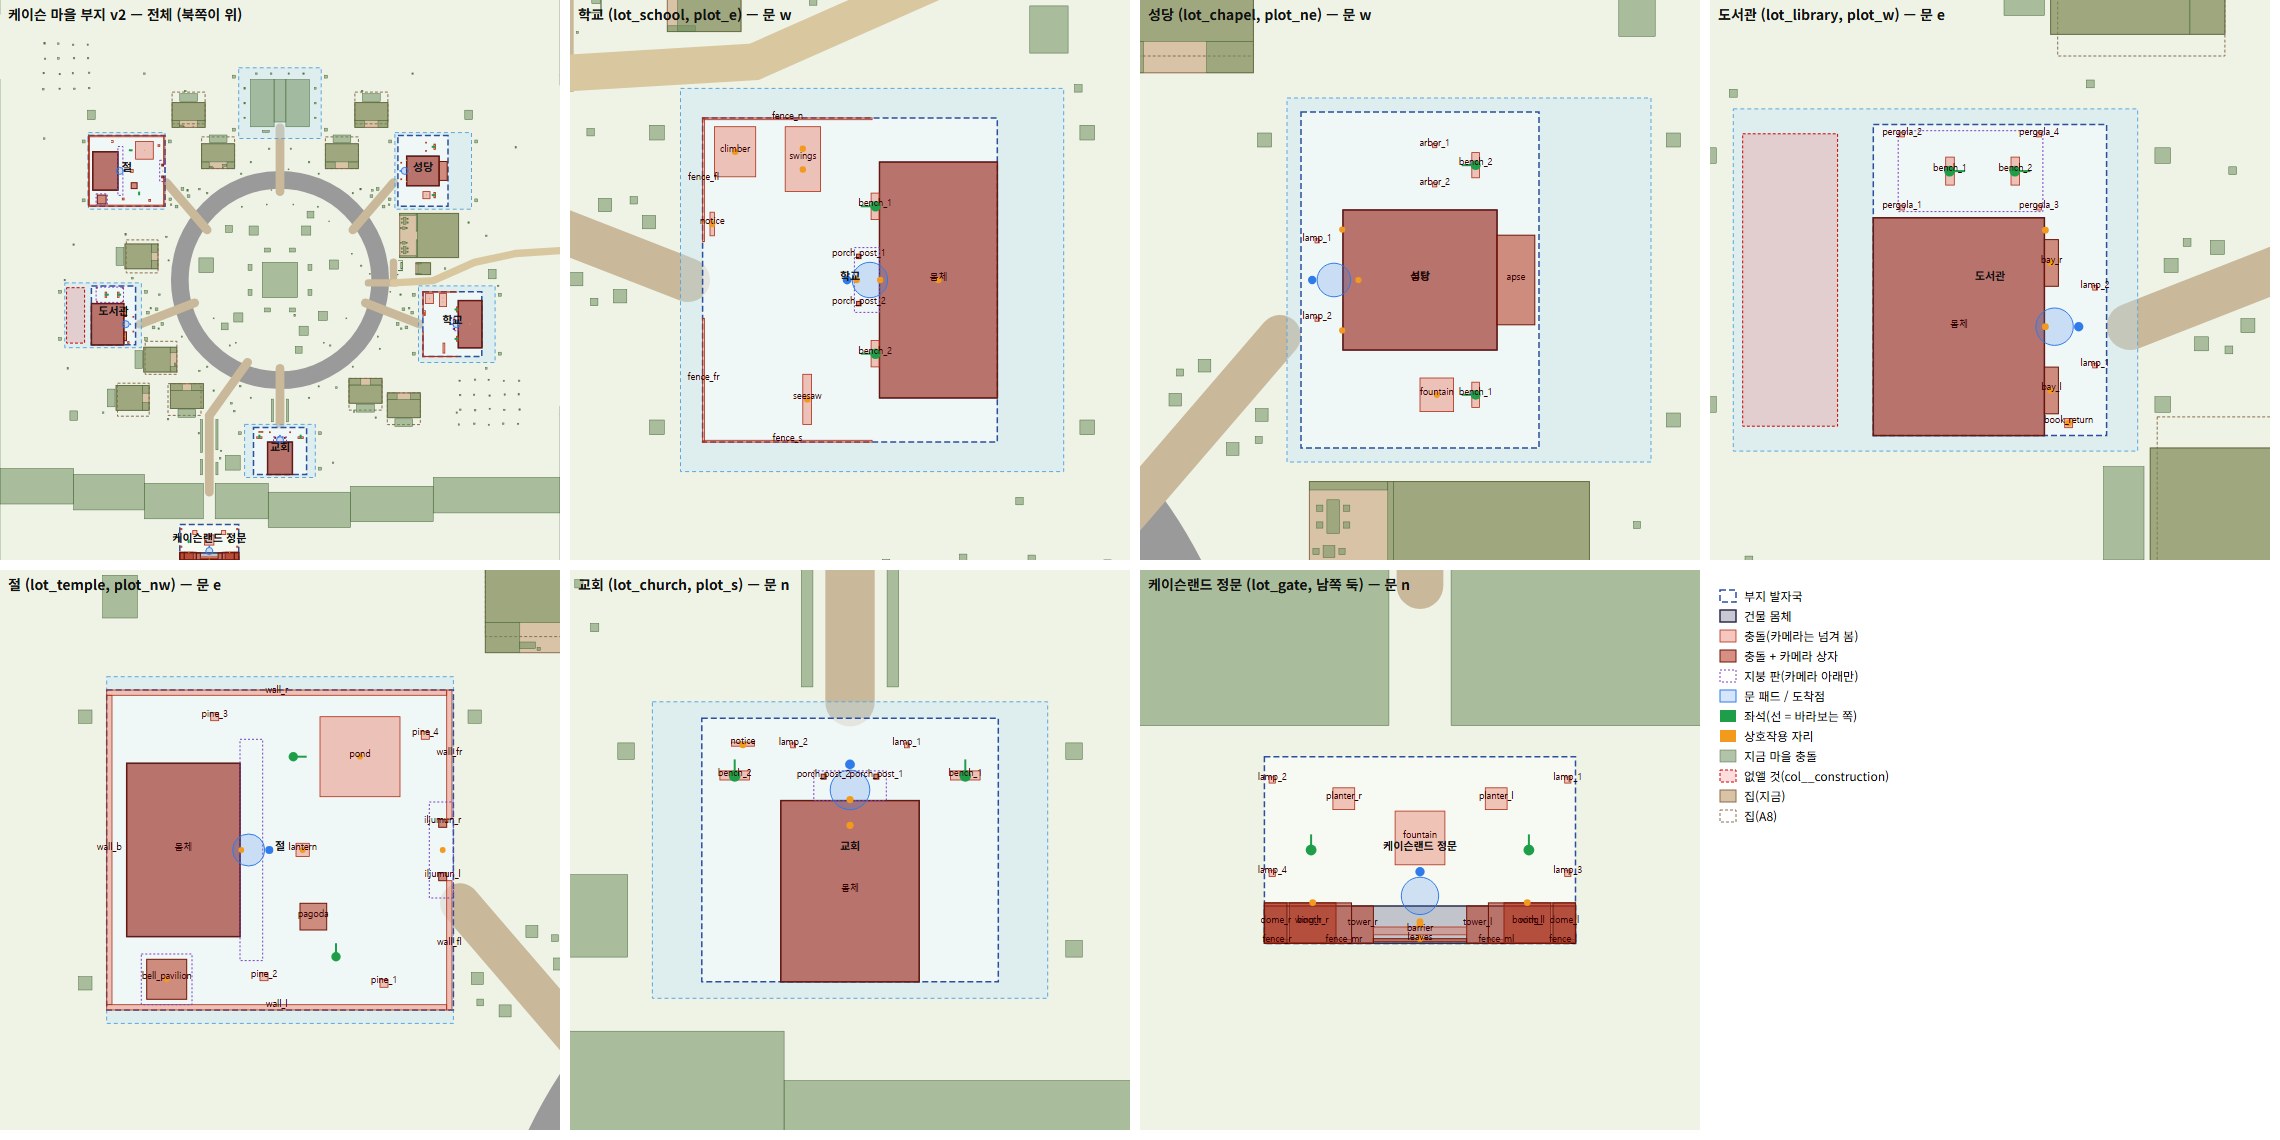 케이슨 마을 부지 v2 — 전체 (북쪽이 위)
절
성당
도서관
학교
교회
케이슨랜드 정문
학교 (lot_school, plot_e) — 문 w
fence_n
climber
swings
fence_fl
notice
bench_1
porch_post_1
학교
몸체
porch_post_2
bench_2
fence_fr
seesaw
fence_s
성당 (lot_chapel, plot_ne) — 문 w
arbor_1
bench_2
arbor_2
lamp_1
성당
apse
lamp_2
fountain
bench_1
도서관 (lot_library, plot_w) — 문 e
pergola_2
pergola_4
bench_1
bench_2
pergola_1
pergola_3
bay_r
도서관
lamp_2
몸체
lamp_1
bay_l
book_return
절 (lot_temple, plot_nw) — 문 e
wall_r
pine_3
pine_4
pond
wall_fr
iljumun_r
wall_b
몸체
절
lantern
iljumun_l
pagoda
wall_fl
bell_pavilion
pine_2
pine_1
wall_l
교회 (lot_church, plot_s) — 문 n
notice
lamp_2
lamp_1
bench_2
porch_post_2
porch_post_1
bench_1
교회
몸체
케이슨랜드 정문 (lot_gate, 남쪽 둑) — 문 n
lamp_2
lamp_1
planter_r
planter_l
fountain
케이슨랜드 정문
lamp_4
lamp_3
dome_r
tower_r
tower_l
dome_l
barrier
leaves
fence_r
fence_mr
fence_ml
부지 발자국
건물 몸체
충돌(카메라는 넘겨 봄)
충돌 + 카메라 상자
지붕 판(카메라 아래만)
문 패드 / 도착점
좌석(선 = 바라보는 쪽)
상호작용 자리
지금 마을 충돌
없앨 것(col__construction)
집(지금)
집(A8)